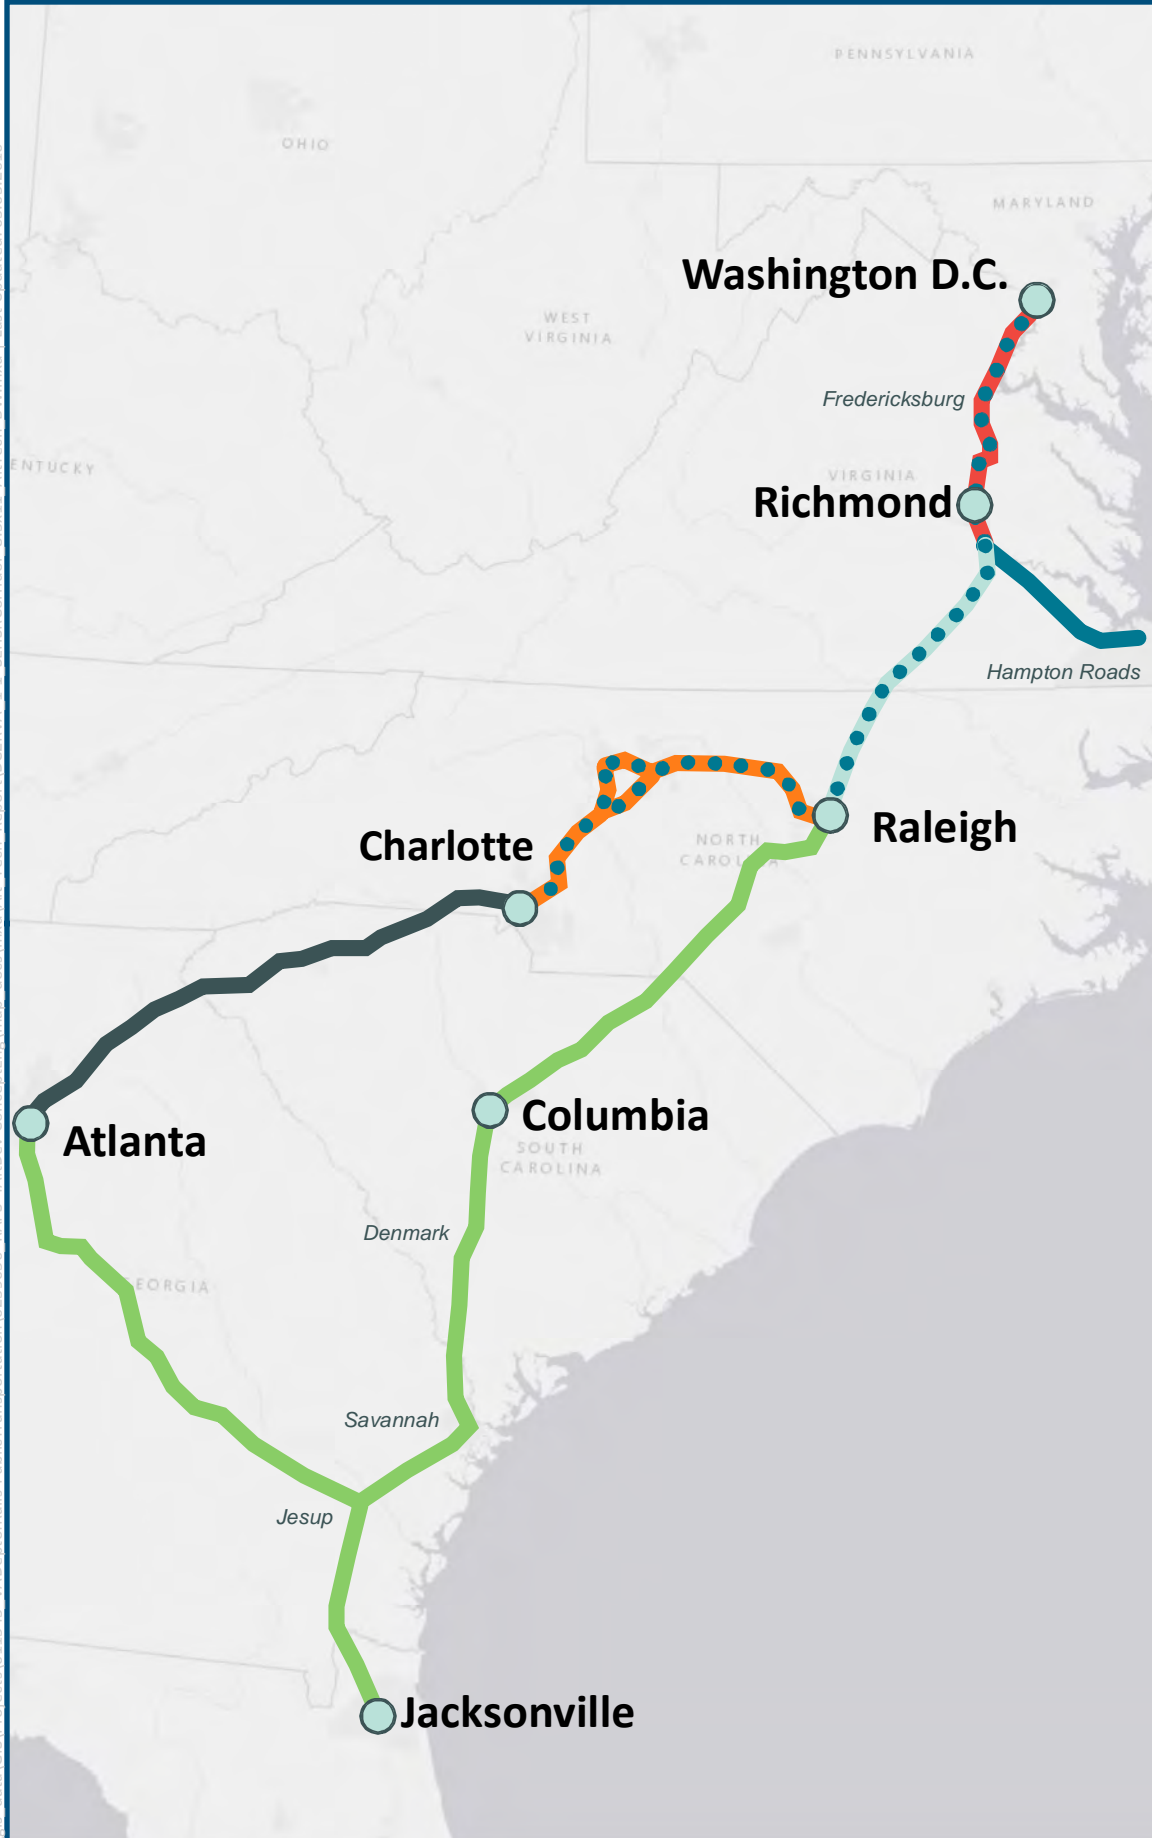 PENNSYLVANIA
OHIO
MARYLAND
Washington D.C.
WEST
VIRGINIA
Fredericksburg
ENTUCKY
VIRGINIA
Richmond
Hampton Roads
Raleigh
NORTH
CAROLINA
Charlotte
Atlanta
Columbia
SOUTH
CAROLINA
Denmark
EORGIA
Savannah
Jesup
Jacksonville